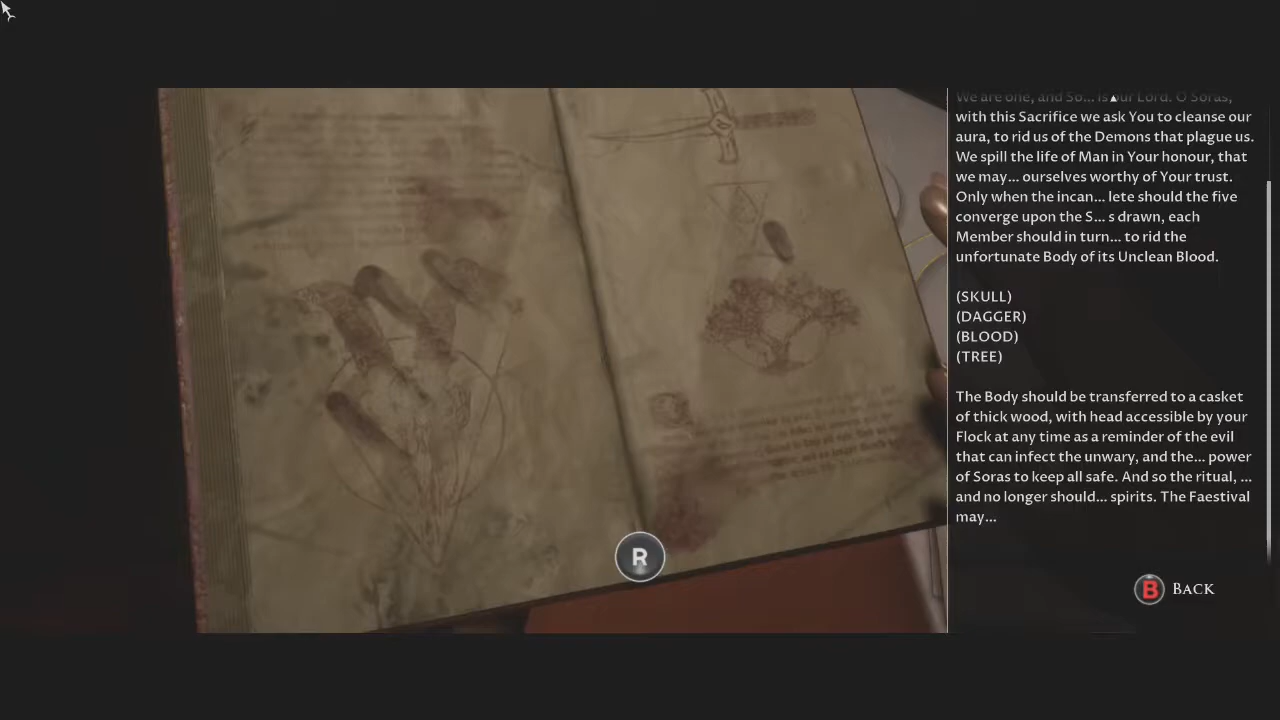 We are one, and So... is our Lord. O Soras,
with this Sacrifice we ask You to cleanse our
aura, to rid us of the Demons that plague us.
We spill the life of Man in Your honour, that
we may... ourselves worthy of Your trust.
Only when the incan... lete should the five
converge upon the S... s drawn, each
Member should in turn... to rid the
unfortunate Body of its Unclean Blood.
(SKULL)
(DAGGER)
(BLOOD)
(TREE)
The Body should be transferred to a casket
of thick wood, with head accessible by your
Flock at any time as a reminder of the evil
that can infect the unwary, and the... power
of Soras to keep all safe. And so the ritual, ...
and no longer should... spirits. The Faestival
may...
R
B BACK